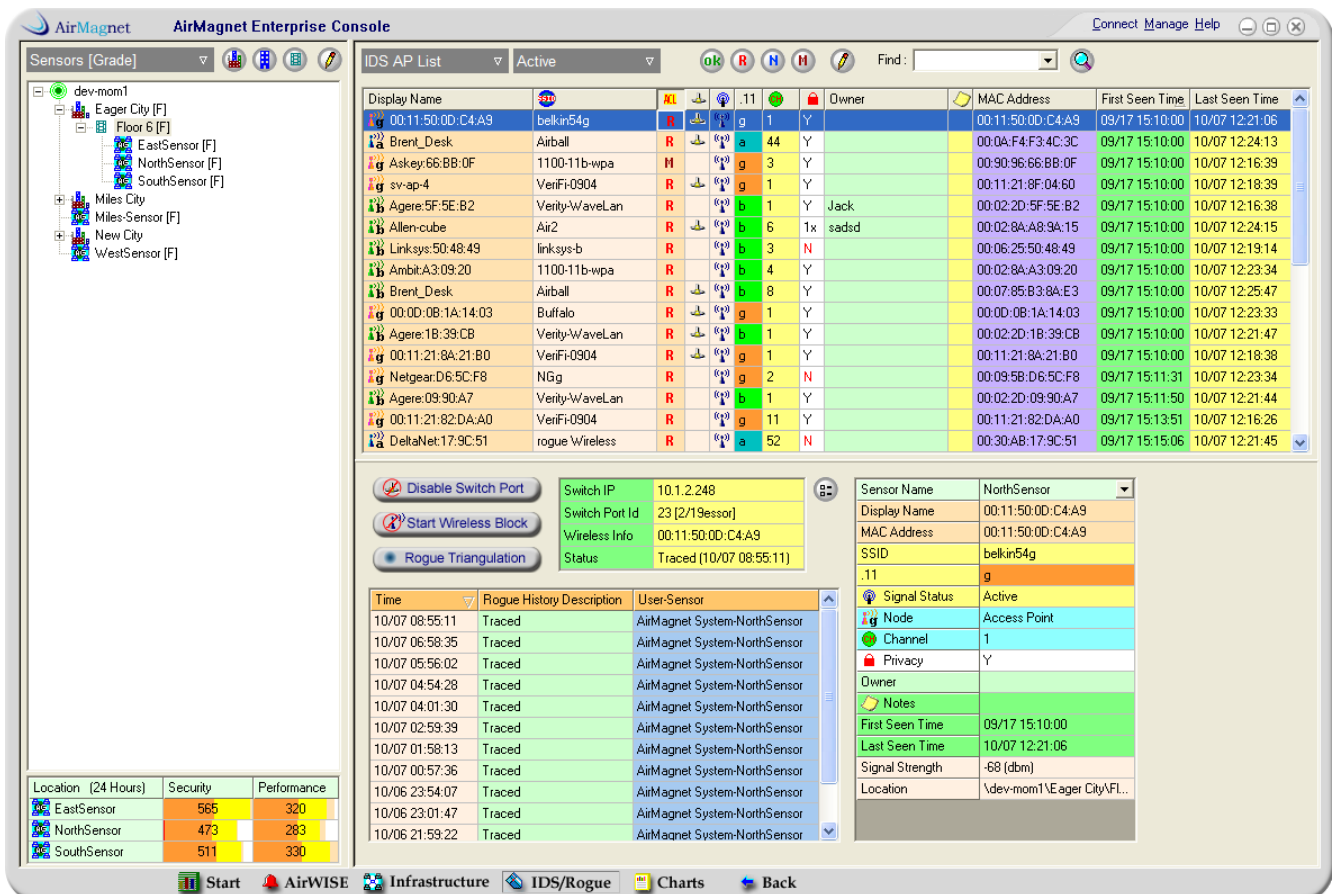 AirMagnet AirMagnet Enterprise Console Connect Manage Help
Sensors [Grade]
dev-mom1
Eager City [F]
Floor 6 [F]
EastSensor [F]
NorthSensor [F]
SouthSensor [F]
Miles City
Miles-Sensor [F]
New City
WestSensor [F]
Location (24 Hours) Security Performance
EastSensor 565 320
NorthSensor 473 283
SouthSensor 511 330
IDS AP List Active ok R N M Find :
Display Name SSID ACL .11 CH Owner MAC Address First Seen Time Last Seen Time
g 00:11:50:0D:C4:A9 belkin54g R g 1 Y 00:11:50:0D:C4:A9 09/17 15:10:00 10/07 12:21:06
a Brent_Desk Airball R a 44 Y 00:0A:F4:F3:4C:3C 09/17 15:10:00 10/07 12:24:13
g Askey:66:BB:0F 1100-11b-wpa M g 3 Y 00:90:96:66:BB:0F 09/17 15:10:00 10/07 12:16:39
g sv-ap-4 VeriFi-0904 R g 1 Y 00:11:21:8F:04:60 09/17 15:10:00 10/07 12:18:39
b Agere:5F:5E:B2 Verity-WaveLan R b 1 Y Jack 00:02:2D:5F:5E:B2 09/17 15:10:00 10/07 12:16:38
b Allen-cube Air2 R b 6 1x sadsd 00:02:8A:A8:9A:15 09/17 15:10:00 10/07 12:24:15
b Linksys:50:48:49 linksys-b R b 3 N 00:06:25:50:48:49 09/17 15:10:00 10/07 12:19:14
b Ambit:A3:09:20 1100-11b-wpa R b 4 Y 00:02:8A:A3:09:20 09/17 15:10:00 10/07 12:23:34
b Brent_Desk Airball R b 8 Y 00:07:85:B3:8A:E3 09/17 15:10:00 10/07 12:25:47
g 00:0D:0B:1A:14:03 Buffalo R g 1 Y 00:0D:0B:1A:14:03 09/17 15:10:00 10/07 12:23:33
b Agere:1B:39:CB Verity-WaveLan R b 1 Y 00:02:2D:1B:39:CB 09/17 15:10:00 10/07 12:21:47
g 00:11:21:8A:21:B0 VeriFi-0904 R g 1 Y 00:11:21:8A:21:B0 09/17 15:10:00 10/07 12:18:38
g Netgear:D6:5C:F8 NGg R g 2 N 00:09:5B:D6:5C:F8 09/17 15:11:31 10/07 12:23:34
b Agere:09:90:A7 Verity-WaveLan R b 1 Y 00:02:2D:09:90:A7 09/17 15:11:50 10/07 12:21:44
g 00:11:21:82:DA:A0 VeriFi-0904 R g 11 Y 00:11:21:82:DA:A0 09/17 15:13:51 10/07 12:16:26
a DeltaNet:17:9C:51 rogue Wireless R a 52 N 00:30:AB:17:9C:51 09/17 15:15:06 10/07 12:21:45
Disable Switch Port
Start Wireless Block
Rogue Triangulation
Switch IP 10.1.2.248
Switch Port Id 23 [2/19essor]
Wireless Info 00:11:50:0D:C4:A9
Status Traced (10/07 08:55:11)
Time Rogue History Description User-Sensor
10/07 08:55:11 Traced AirMagnet System-NorthSensor
10/07 06:58:35 Traced AirMagnet System-NorthSensor
10/07 05:56:02 Traced AirMagnet System-NorthSensor
10/07 04:54:28 Traced AirMagnet System-NorthSensor
10/07 04:01:30 Traced AirMagnet System-NorthSensor
10/07 02:59:39 Traced AirMagnet System-NorthSensor
10/07 01:58:13 Traced AirMagnet System-NorthSensor
10/07 00:57:36 Traced AirMagnet System-NorthSensor
10/06 23:54:07 Traced AirMagnet System-NorthSensor
10/06 23:01:47 Traced AirMagnet System-NorthSensor
10/06 21:59:22 Traced AirMagnet System-NorthSensor
Sensor Name NorthSensor
Display Name 00:11:50:0D:C4:A9
MAC Address 00:11:50:0D:C4:A9
SSID belkin54g
.11 g
Signal Status Active
g Node Access Point
CH Channel 1
Privacy Y
Owner
Notes
First Seen Time 09/17 15:10:00
Last Seen Time 10/07 12:21:06
Signal Strength -68 (dbm)
Location \dev-mom1\Eager City\Fl...
Start AirWISE Infrastructure IDS/Rogue Charts Back